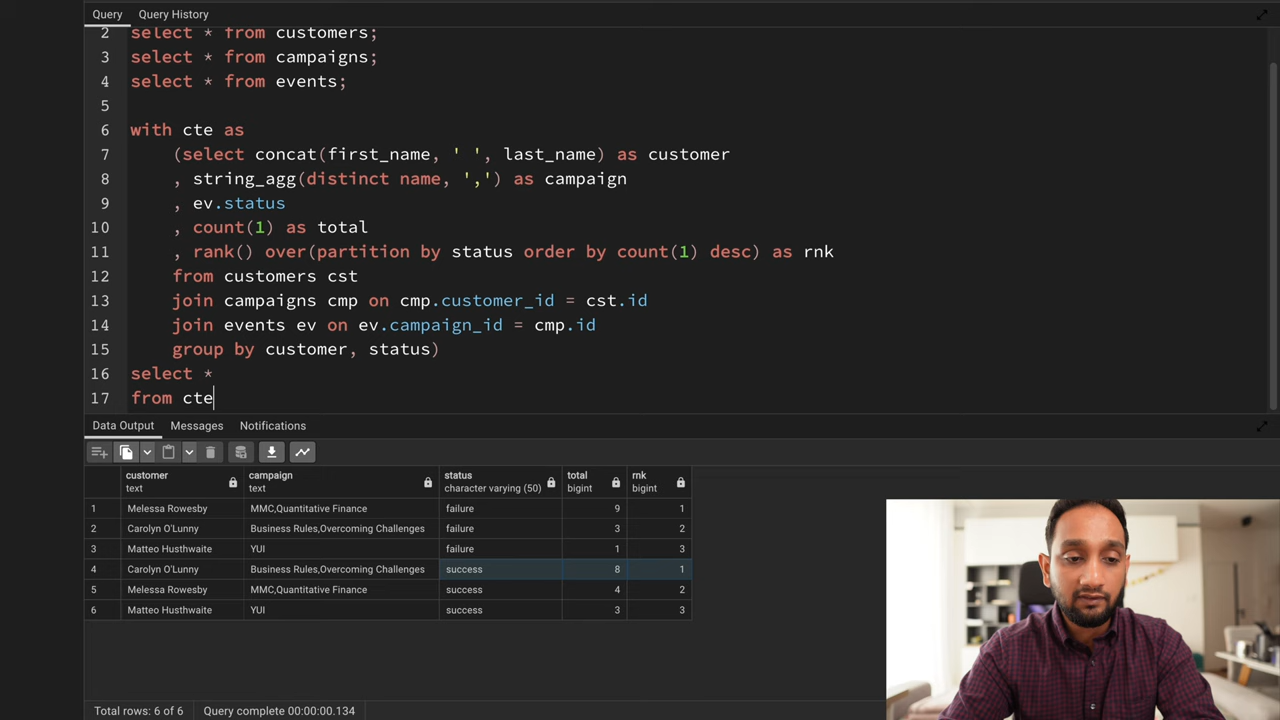 Query Query History
2 select * from customers;
3 select * from campaigns;
4 select * from events;
5
6 with cte as
7 (select concat(first_name, ' ', last_name) as customer
8 , string_agg(distinct name, ',') as campaign
9 , ev.status
10 , count(1) as total
11 , rank() over(partition by status order by count(1) desc) as rnk
12 from customers cst
13 join campaigns cmp on cmp.customer_id = cst.id
14 join events ev on ev.campaign_id = cmp.id
15 group by customer, status)
16 select *
17 from cte
Data Output Messages Notifications
customer campaign status total rnk
text text character varying (50) bigint bigint
1 Melessa Rowesby MMC,Quantitative Finance failure 9 1
2 Carolyn O'Lunny Business Rules,Overcoming Challenges failure 3 2
3 Matteo Husthwaite YUI failure 1 3
4 Carolyn O'Lunny Business Rules,Overcoming Challenges success 8 1
5 Melessa Rowesby MMC,Quantitative Finance success 4 2
6 Matteo Husthwaite YUI success 3 3
Total rows: 6 of 6 Query complete 00:00:00.134